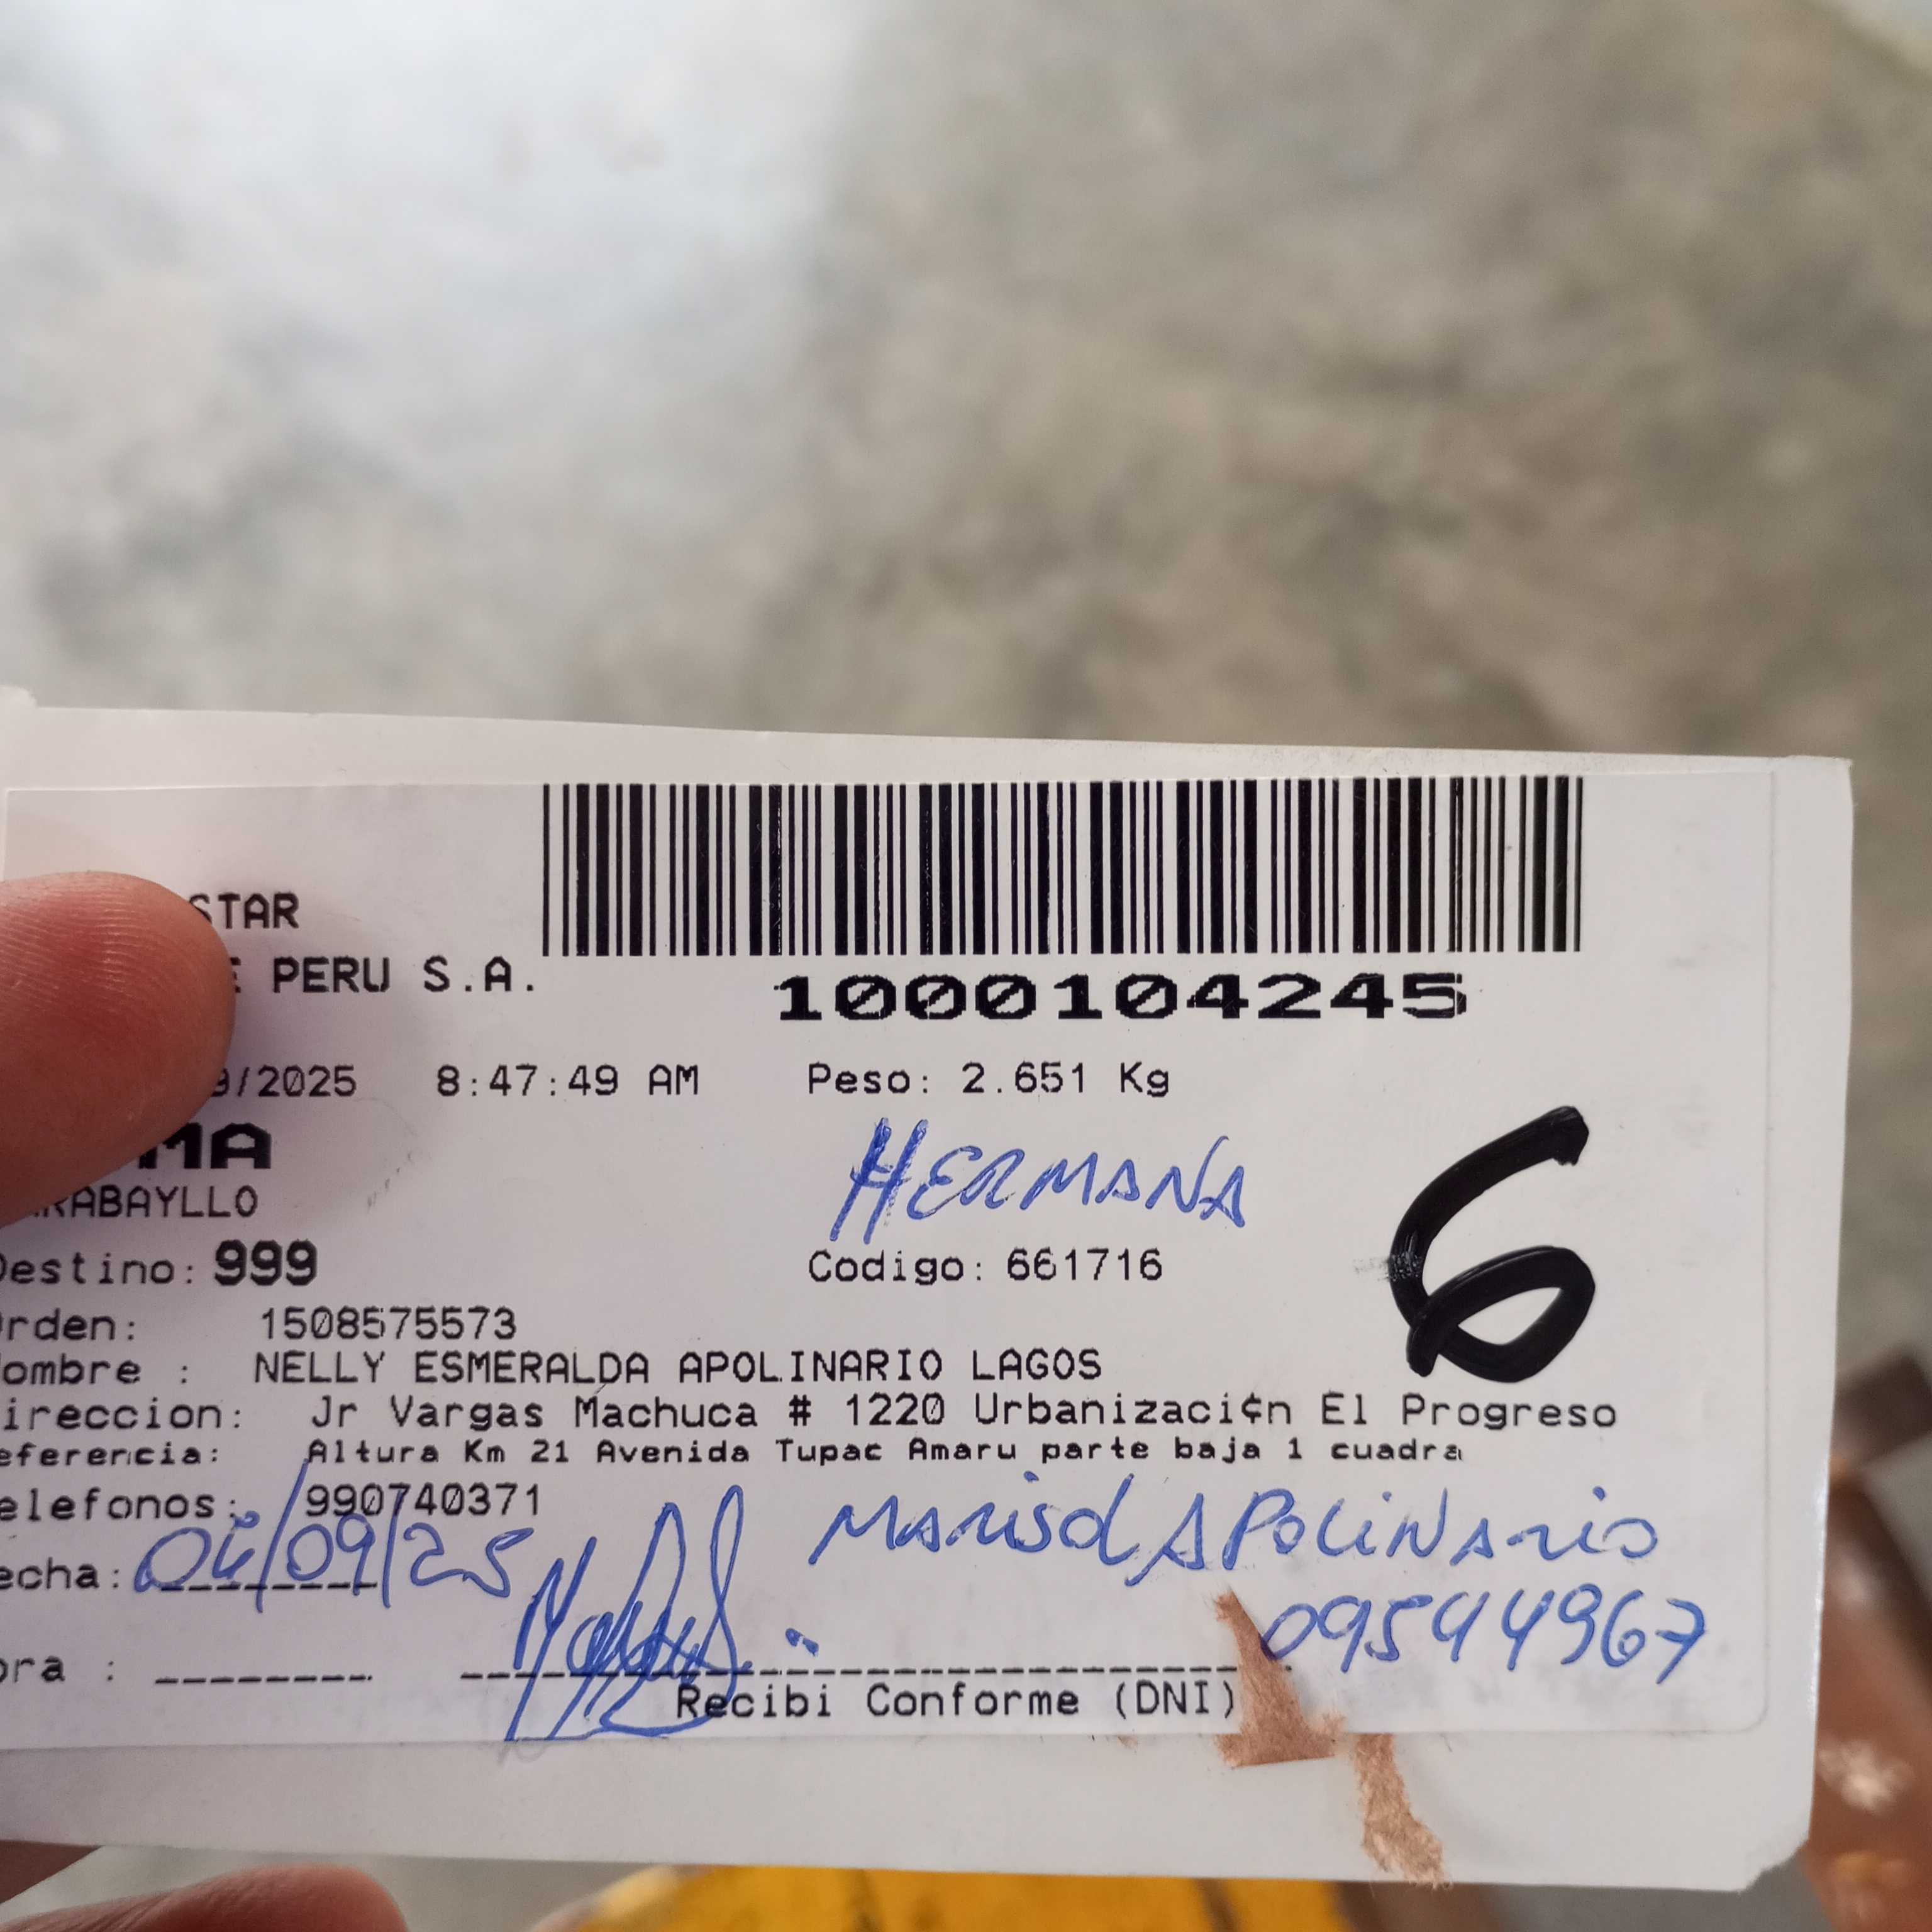 STAR
E PERU S.A.
1000104245
9/2025 8:47:49 AM Peso: 2.651 Kg
MA
RABAYLLO
HERMANA
6
Destino: 999 Codigo: 661716
rden: 1508575573
ombre : NELLY ESMERALDA APOLINARIO LAGOS
ireccion: Jr Vargas Machuca # 1220 Urbanizaci¢n El Progreso
eferencia: Altura Km 21 Avenida Tupac Amaru parte baja 1 cuadra
elefonos: 990740371
Marisol APOLINARIO
echa: 04/09/25
09544967
ora :
Recibi Conforme (DNI)